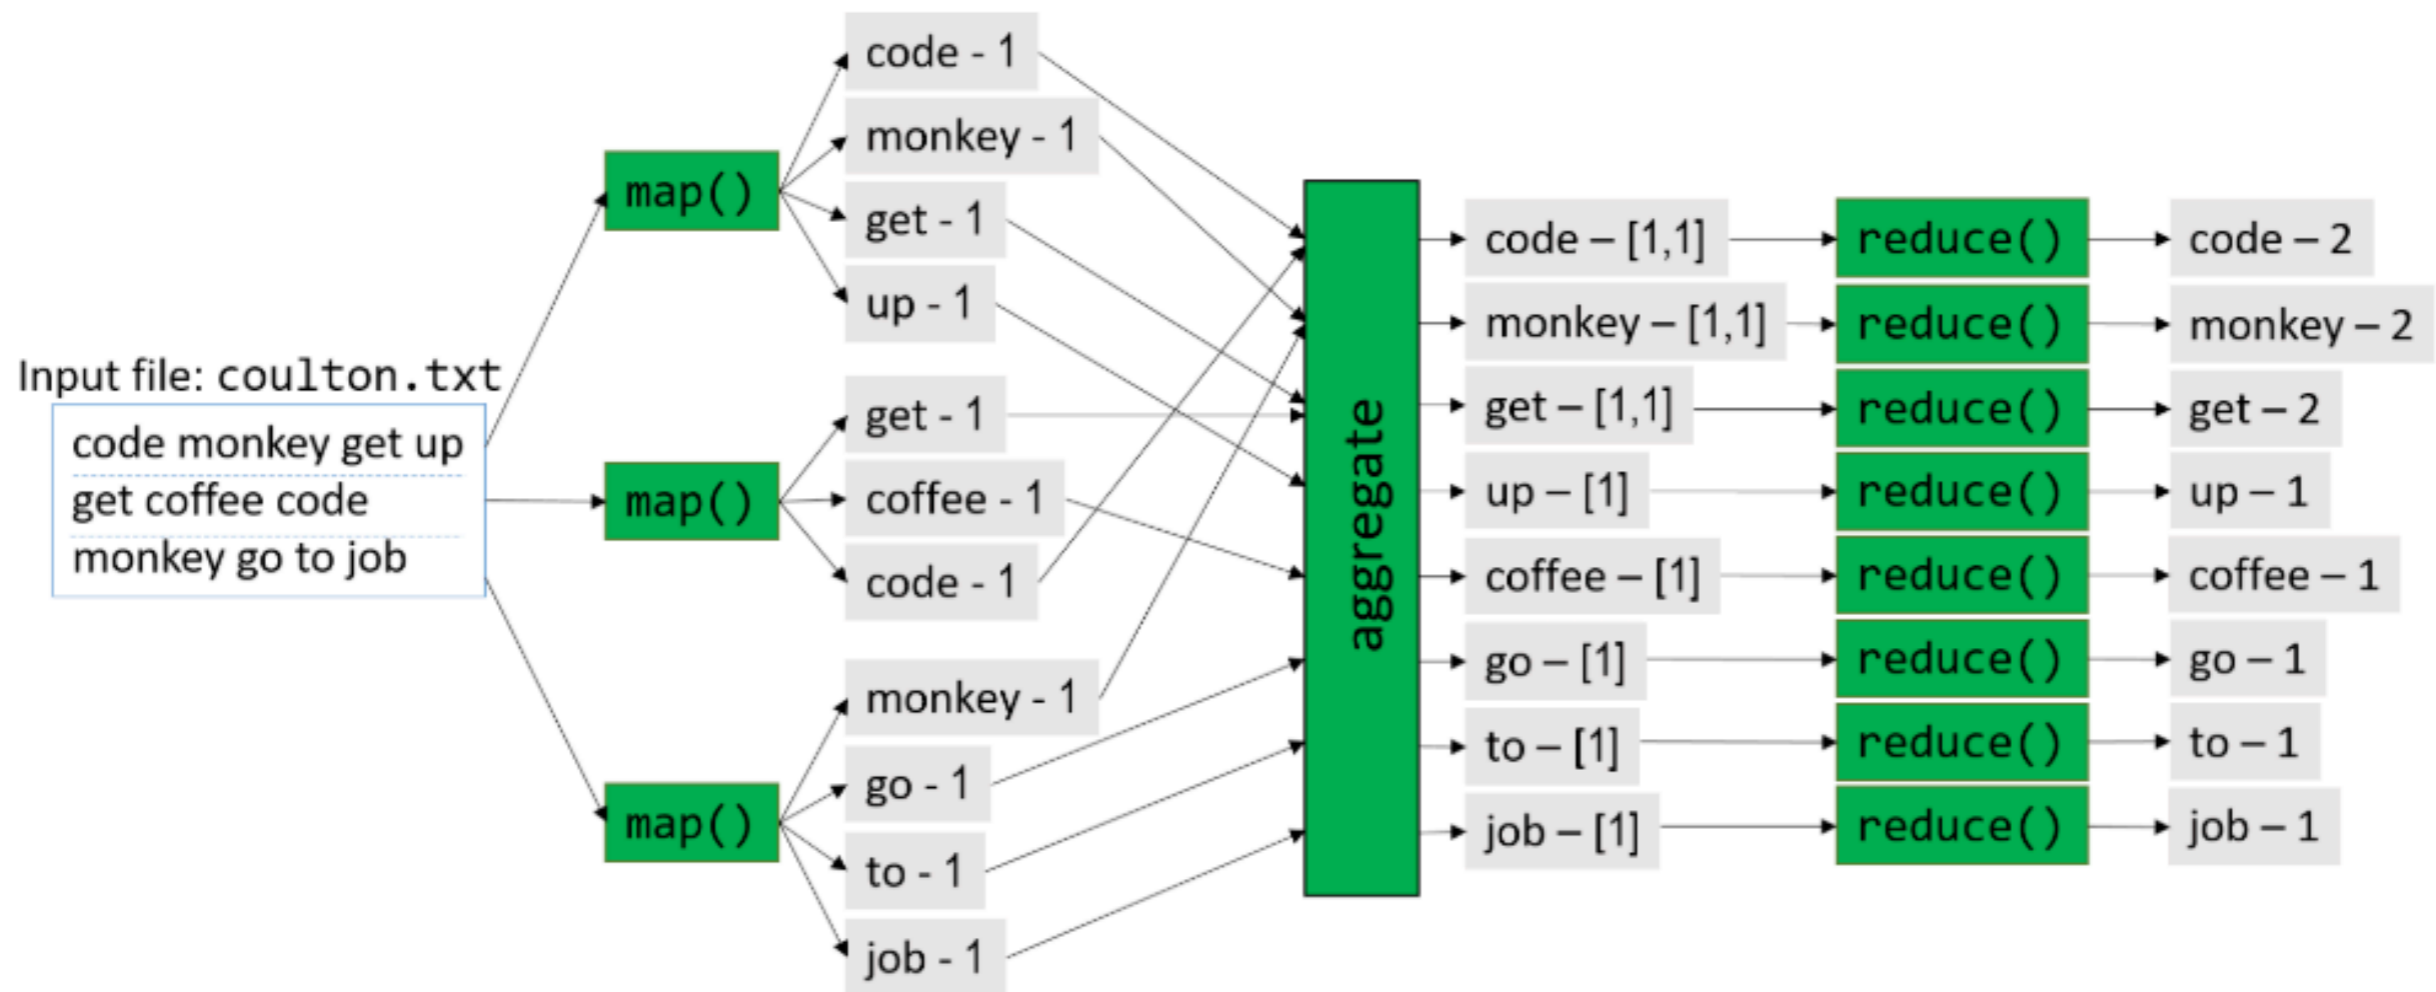 Input file: coulton.txt
code monkey get up
get coffee code
monkey go to job
map()
map()
map()
code - 1
monkey - 1
get - 1
up - 1
get - 1
coffee - 1
code - 1
monkey - 1
go - 1
to - 1
job - 1
aggregate
code – [1,1]
monkey – [1,1]
get – [1,1]
up – [1]
coffee – [1]
go – [1]
to – [1]
job – [1]
reduce()
reduce()
reduce()
reduce()
reduce()
reduce()
reduce()
reduce()
code – 2
monkey – 2
get – 2
up – 1
coffee – 1
go – 1
to – 1
job – 1